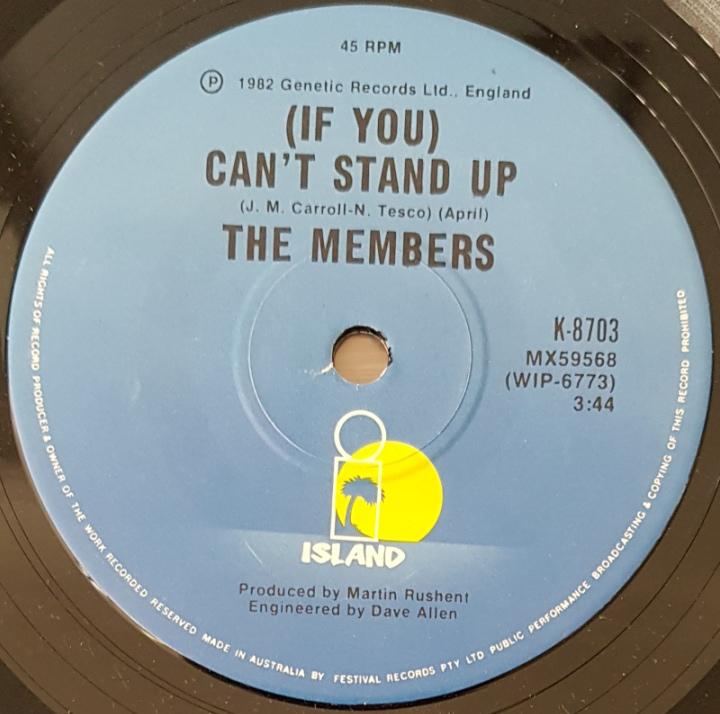 45 RPM
Ⓟ 1982 Genetic Records Ltd., England
(IF YOU)
CAN'T STAND UP
(J. M. Carroll-N. Tesco) (April)
THE MEMBERS
K-8703
MX59568
(WIP-6773)
3:44
ISLAND
Produced by Martin Rushent
Engineered by Dave Allen
ALL RIGHTS OF RECORD PRODUCER & OWNER OF THE WORK RECORDED RESERVED MADE IN AUSTRALIA BY FESTIVAL RECORDS PTY LTD PUBLIC PERFORMANCE BROADCASTING & COPYING OF THIS RECORD PROHIBITED